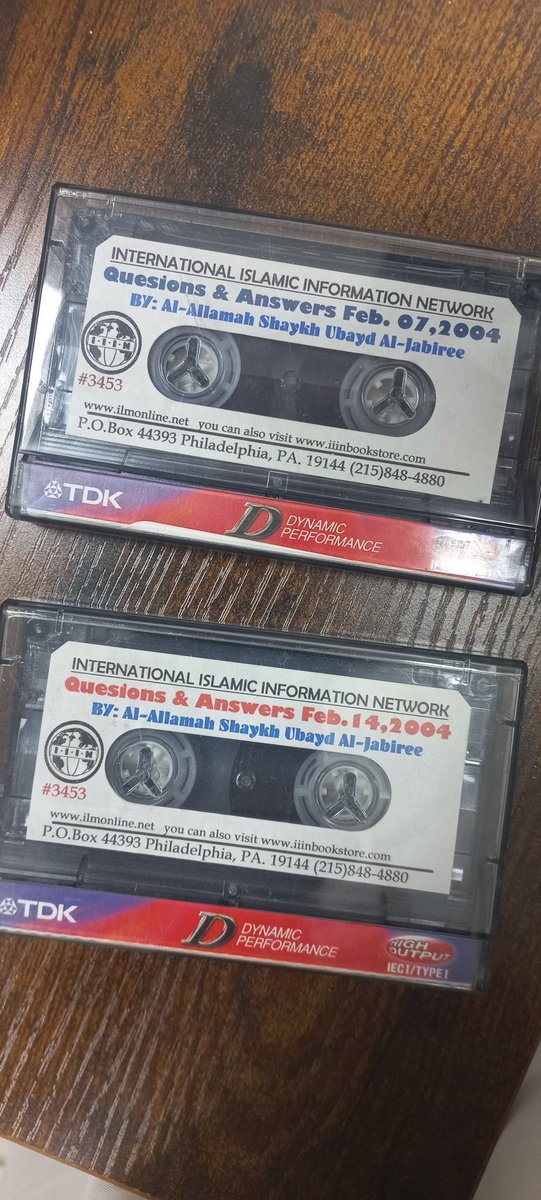 INTERNATIONAL ISLAMIC INFORMATION NETWORK
Quesions & Answers Feb. 07,2004
BY: Al-Allamah Shaykh Ubayd Al-Jabiree
I-I-I-N
#3453
www.ilmonline.net you can also visit www.iiinbookstore.com
P.O.Box 44393 Philadelphia, PA. 19144 (215)848-4880
TDK
D DYNAMIC
PERFORMANCE
INTERNATIONAL ISLAMIC INFORMATION NETWORK
Quesions & Answers Feb.14,2004
BY: Al-Allamah Shaykh Ubayd Al-Jabiree
I-I-I-N
#3453
www.ilmonline.net you can also visit www.iiinbookstore.com
P.O.Box 44393 Philadelphia, PA. 19144 (215)848-4880
TDK
D DYNAMIC
PERFORMANCE
HIGH
OUTPUT
IECI/TYPE I